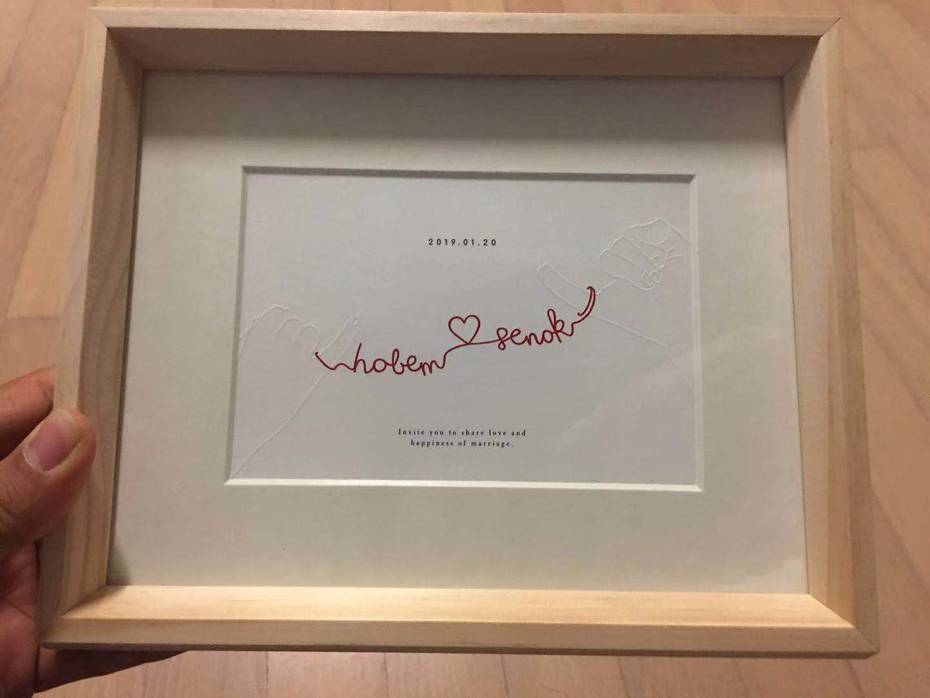 2019.01.20
hobem ♡ senok
Invite you to share love and
happiness of marriage.